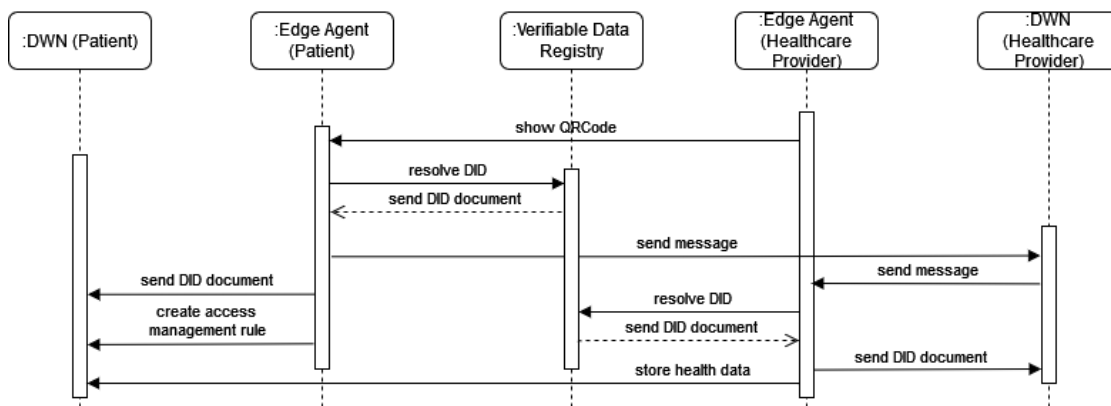 :DWN (Patient)
:Edge Agent
(Patient)
:Verifiable Data
Registry
:Edge Agent
(Healthcare
Provider)
:DWN
(Healthcare
Provider)
show QRCode
resolve DID
send DID document
send message
send message
send DID document
resolve DID
create access
management rule
send DID document
send DID document
store health data